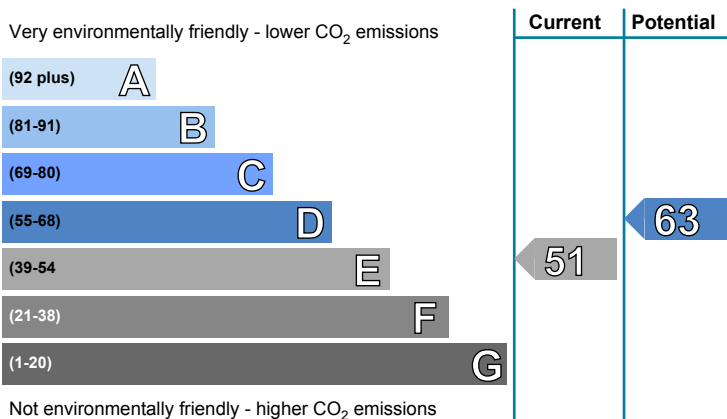 Current Potential
Very environmentally friendly - lower CO2 emissions
(92 plus) A
(81-91) B
(69-80) C
(55-68) D
63
(39-54 E
51
(21-38) F
(1-20) G
Not environmentally friendly - higher CO2 emissions